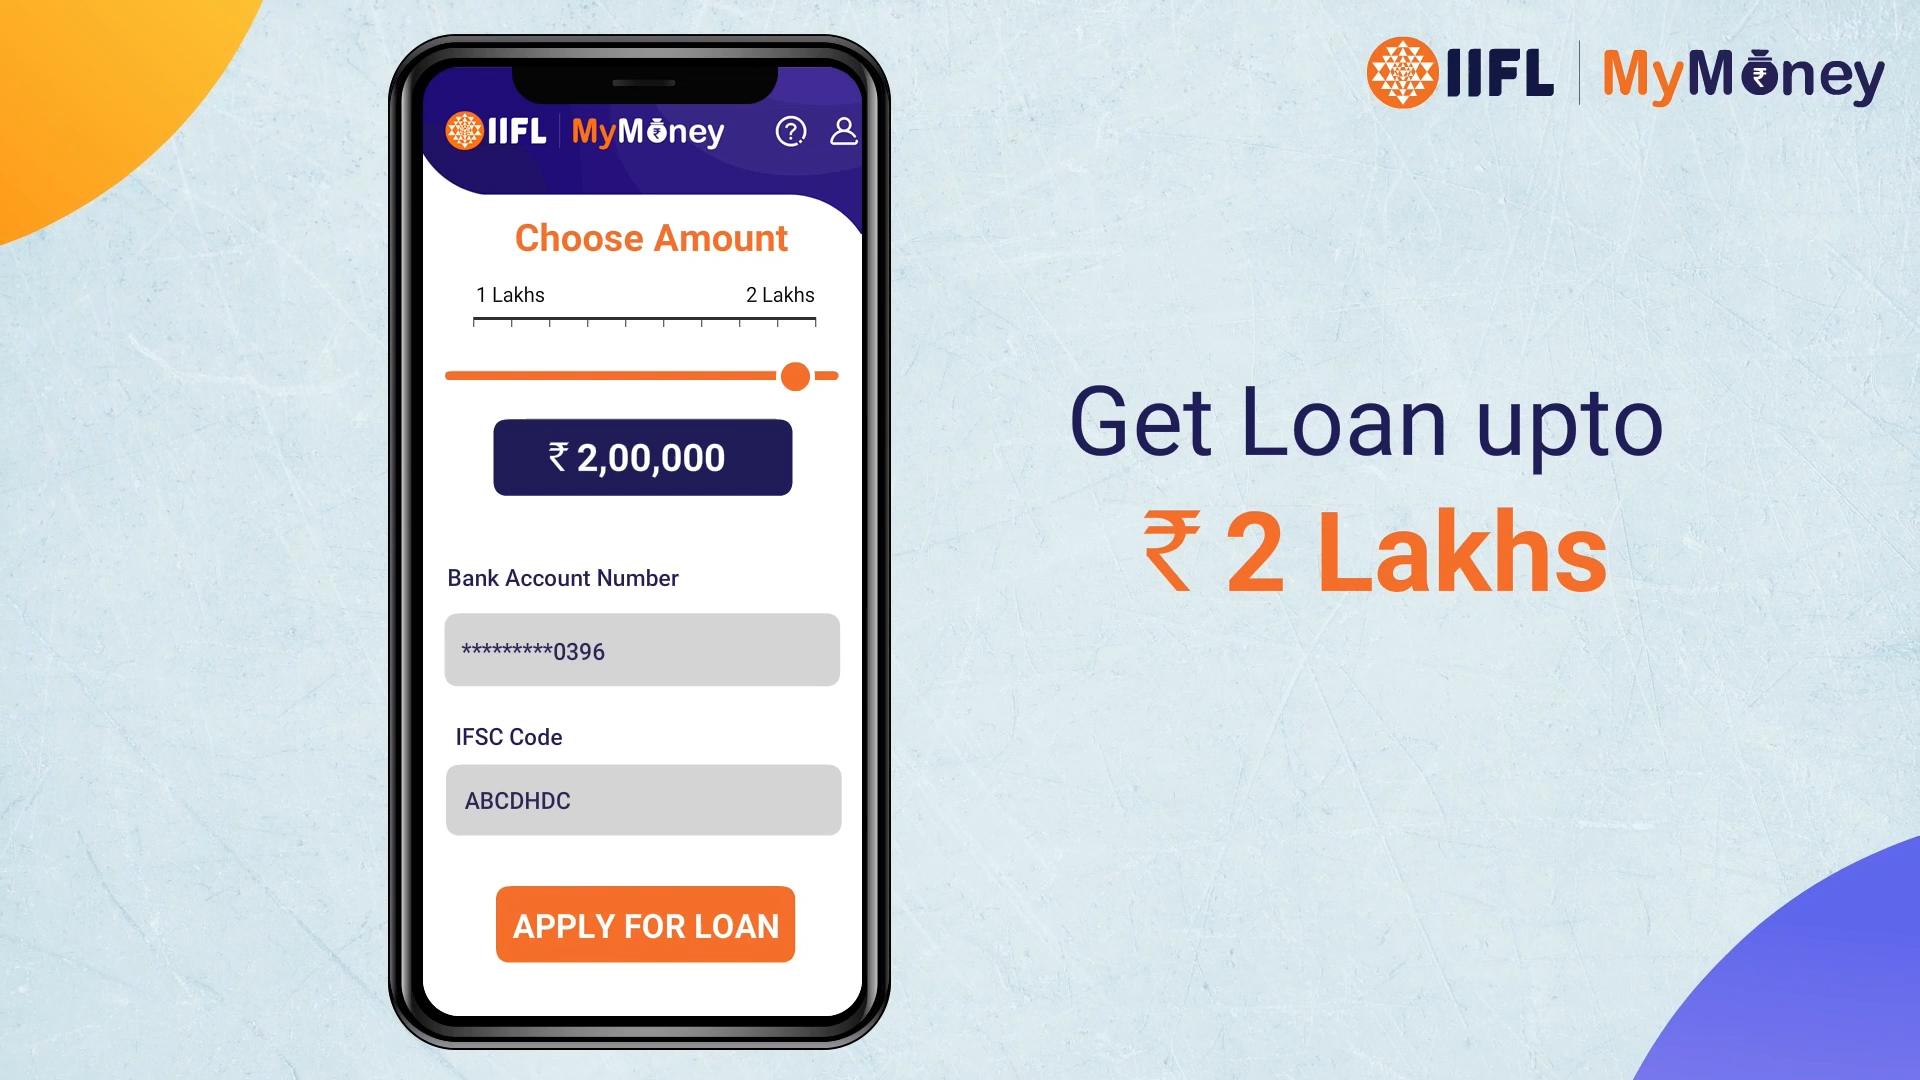 IIFL MyMoney
IIFL MyMoney
Choose Amount
1 Lakhs 2 Lakhs
₹ 2,00,000
Bank Account Number
*********0396
IFSC Code
ABCDHDC
APPLY FOR LOAN
Get Loan upto
₹ 2 Lakhs